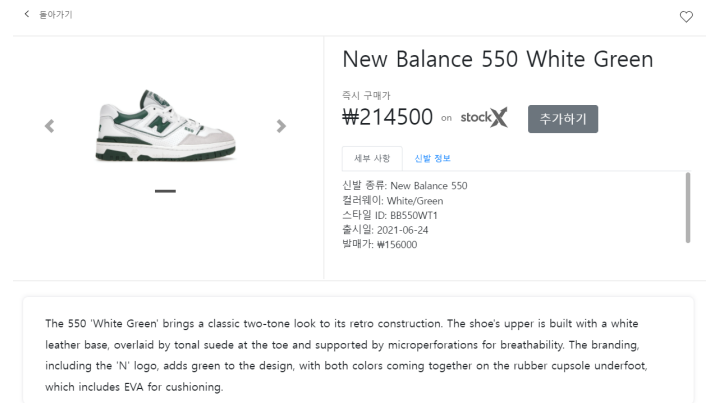 돌아가기
New Balance 550 White Green
즉시 구매가
₩214500 on stockX 추가하기
세부 사항 신발 정보
신발 종류: New Balance 550
컬러웨이: White/Green
스타일 ID: BB550WT1
출시일: 2021-06-24
발매가: ₩156000
The 550 'White Green' brings a classic two-tone look to its retro construction. The shoe's upper is built with a white
leather base, overlaid by tonal suede at the toe and supported by microperforations for breathability. The branding,
including the 'N' logo, adds green to the design, with both colors coming together on the rubber cupsole underfoot,
which includes EVA for cushioning.